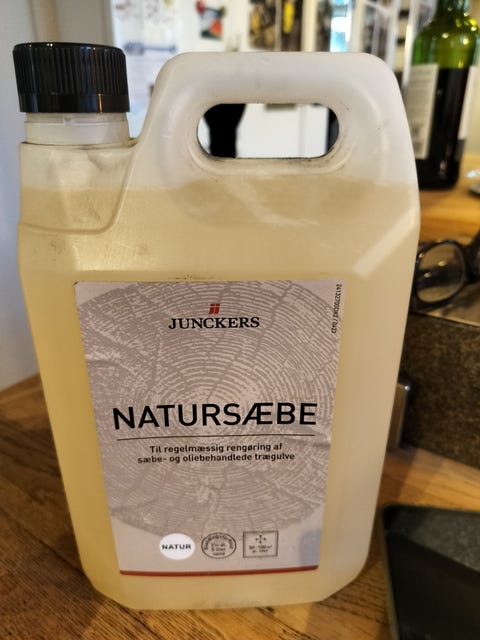 JUNCKERS
NATURSÆBE
Til regelmæssig rengøring af
sæbe- og oliebehandlede trægulve
NATUR